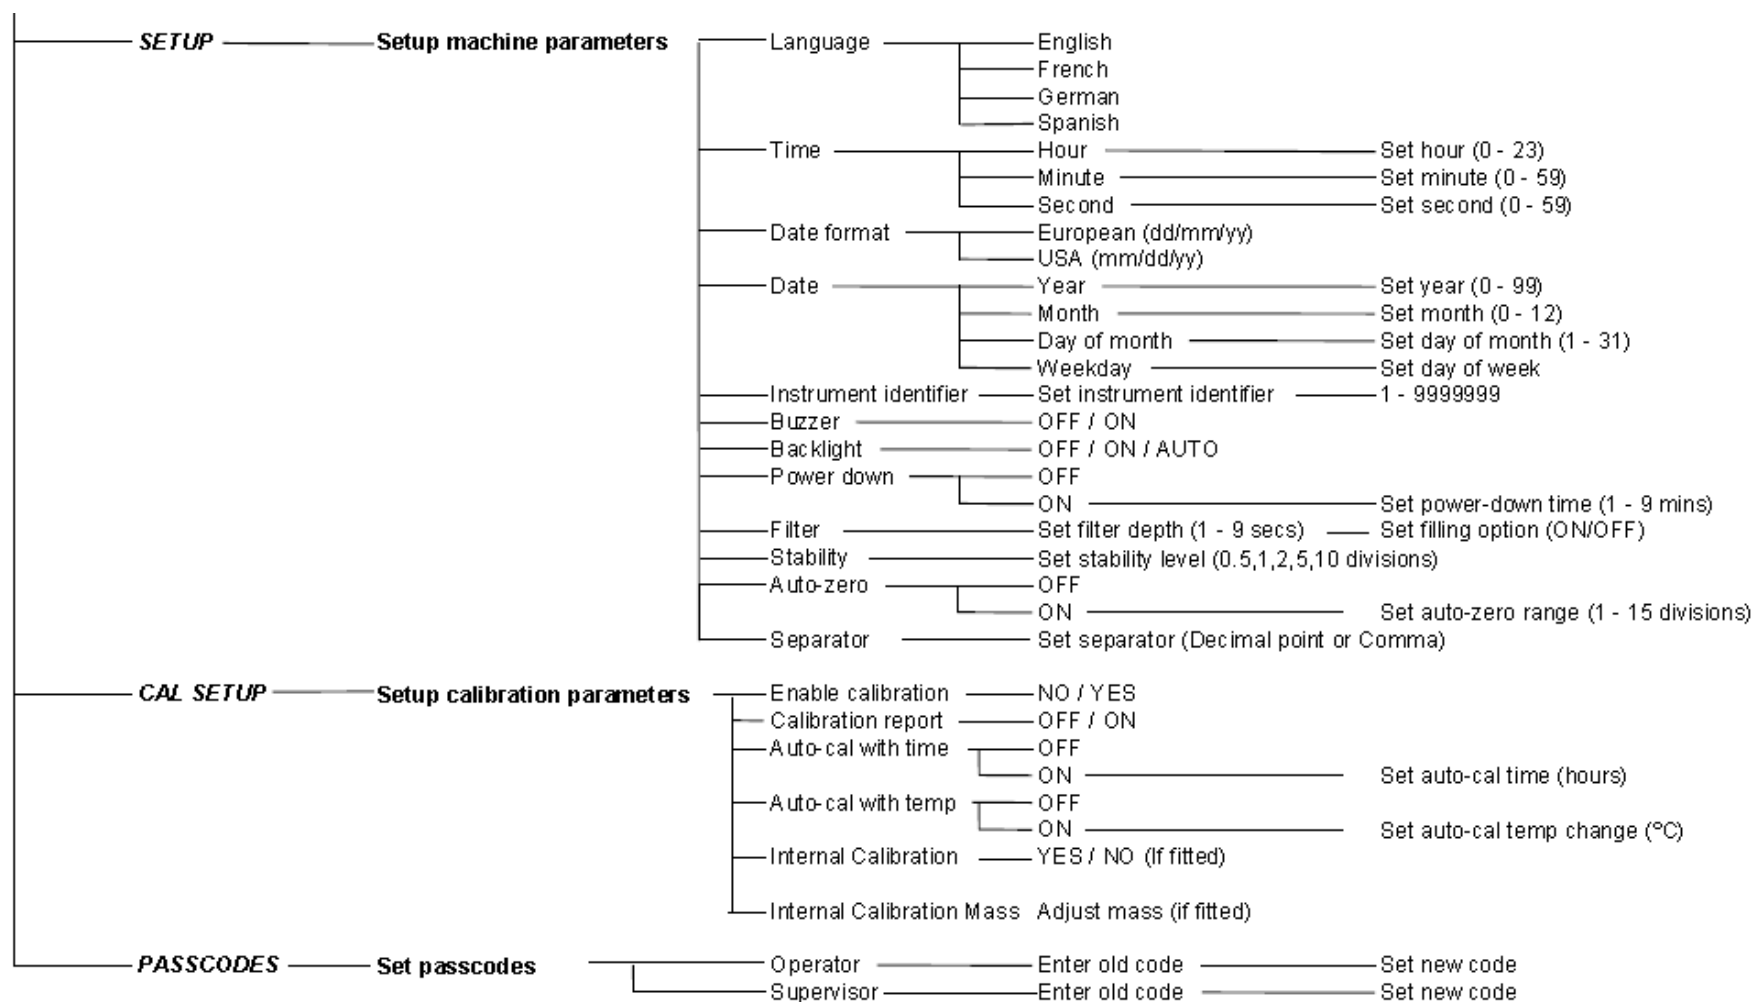 SETUP Setup machine parameters Language English
French
German
Spanish
Time Hour Set hour (0 - 23)
Minute Set minute (0 - 59)
Second Set second (0 - 59)
Date format European (dd/mm/yy)
USA (mm/dd/yy)
Date Year Set year (0 - 99)
Month Set month (0 - 12)
Day of month Set day of month (1 - 31)
Weekday Set day of week
Instrument identifier Set instrument identifier 1 - 9999999
Buzzer OFF / ON
Backlight OFF / ON / AUTO
Power down OFF
ON Set power-down time (1 - 9 mins)
Filter Set filter depth (1 - 9 secs) Set filling option (ON/OFF)
Stability Set stability level (0.5,1,2,5,10 divisions)
Auto-zero OFF
ON Set auto-zero range (1 - 15 divisions)
Separator Set separator (Decimal point or Comma)
CAL SETUP Setup calibration parameters Enable calibration NO / YES
Calibration report OFF / ON
Auto-cal with time OFF
ON Set auto-cal time (hours)
Auto-cal with temp OFF
ON Set auto-cal temp change (ºC)
Internal Calibration YES / NO (If fitted)
Internal Calibration Mass Adjust mass (if fitted)
PASSCODES Set passcodes Operator Enter old code Set new code
Supervisor Enter old code Set new code